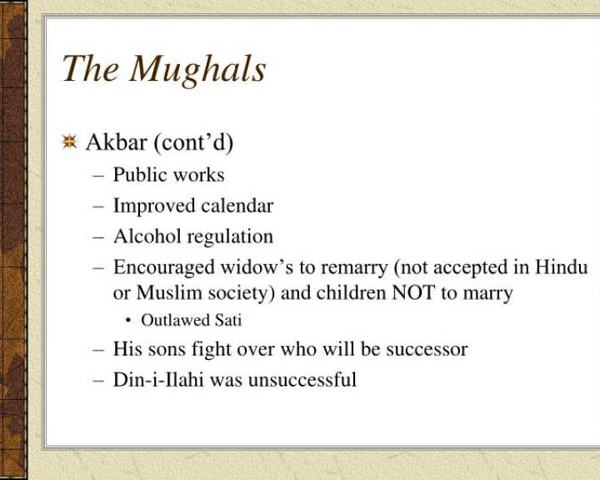 The Mughals
Akbar (cont’d)
– Public works
– Improved calendar
– Alcohol regulation
– Encouraged widow’s to remarry (not accepted in Hindu
or Muslim society) and children NOT to marry
• Outlawed Sati
– His sons fight over who will be successor
– Din-i-Ilahi was unsuccessful